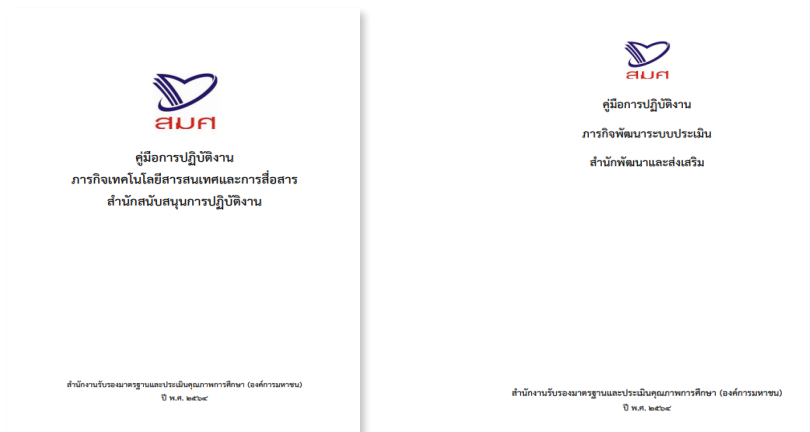 สมศ
คู่มือการปฏิบัติงาน
ภารกิจเทคโนโลยีสารสนเทศและการสื่อสาร
สำนักสนับสนุนการปฏิบัติงาน
สำนักงานรับรองมาตรฐานและประเมินคุณภาพการศึกษา (องค์การมหาชน)
ปี พ.ศ. ๒๕๖๔
สมศ
คู่มือการปฏิบัติงาน
ภารกิจพัฒนาระบบประเมิน
สำนักพัฒนาและส่งเสริม
สำนักงานรับรองมาตรฐานและประเมินคุณภาพการศึกษา (องค์การมหาชน)
ปี พ.ศ. ๒๕๖๔